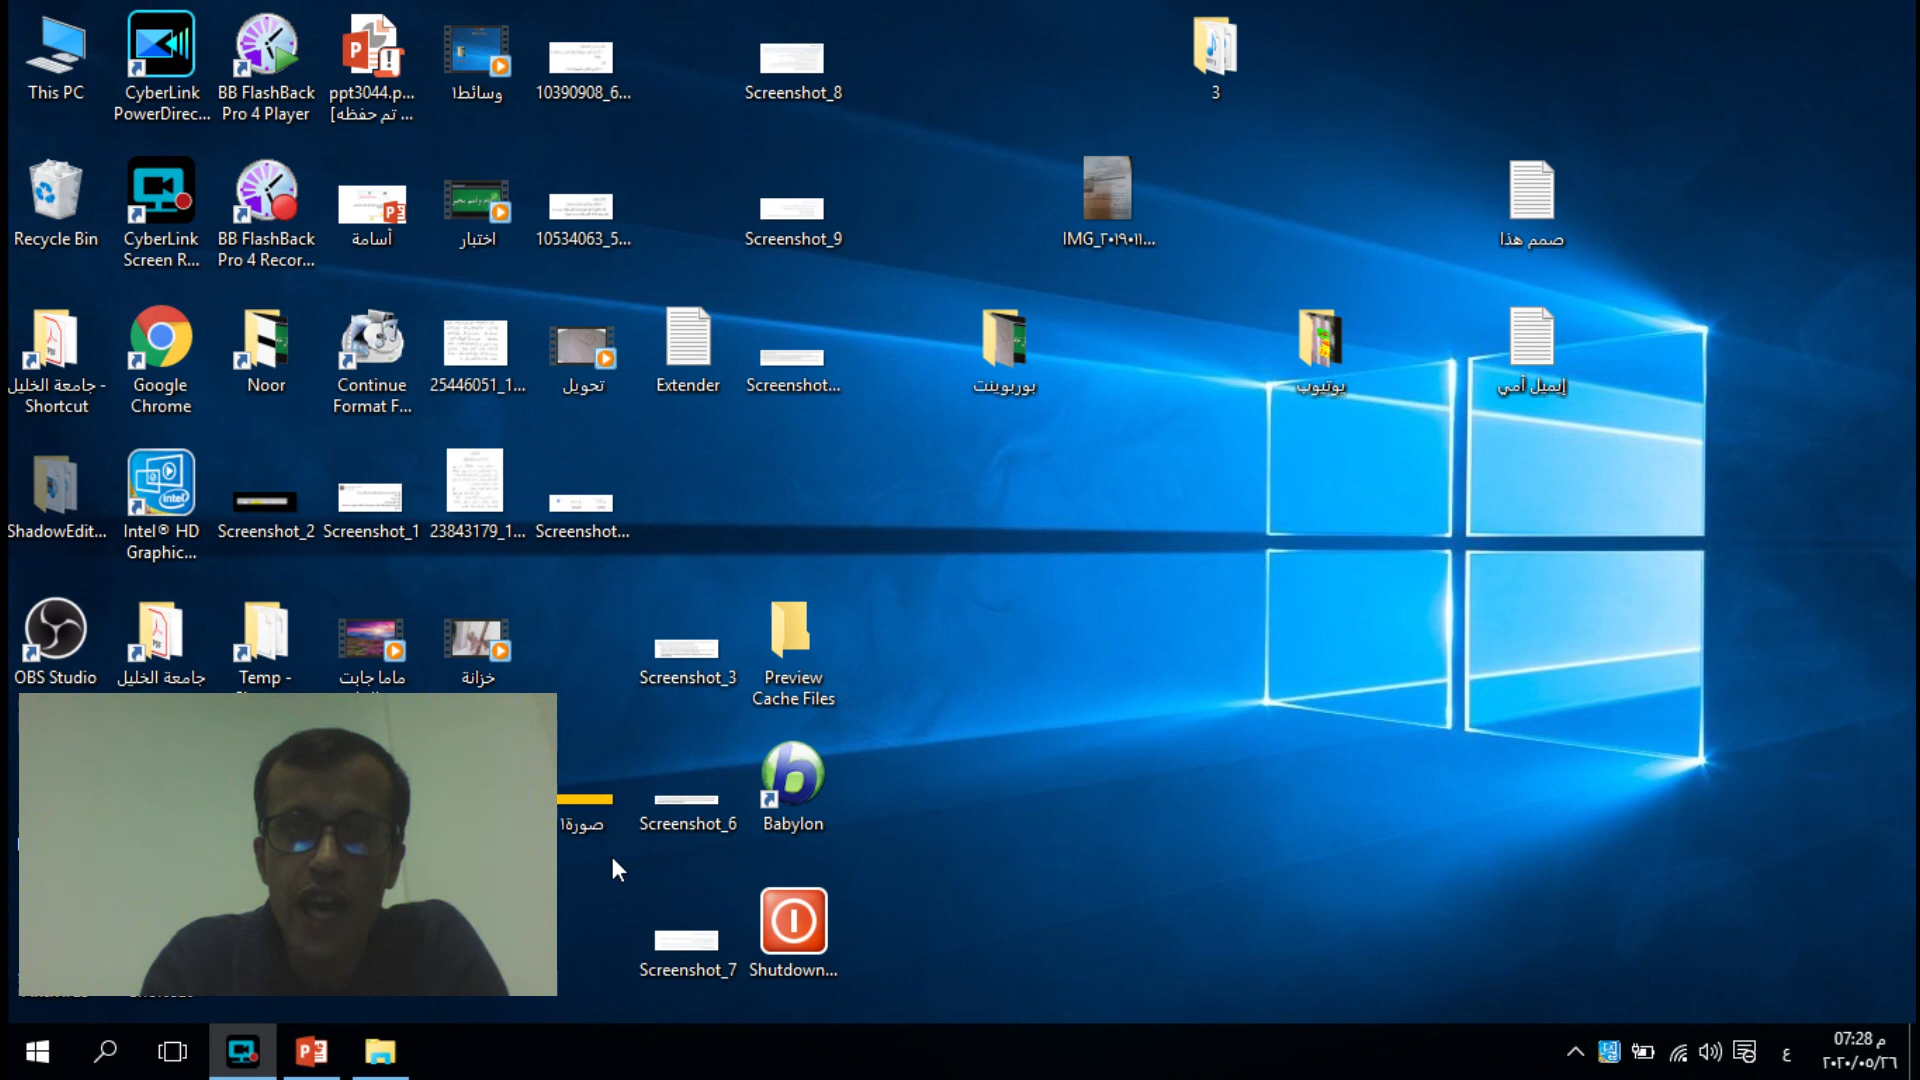 This PC
CyberLink
PowerDirec...
BB FlashBack
Pro 4 Player
ppt3044.p...
[تم حفظه ...
وسائط١
10390908_6...
Screenshot_8
3
Recycle Bin
CyberLink
Screen R...
BB FlashBack
Pro 4 Recor...
أسامة
اختبار
10534063_5...
Screenshot_9
IMG_٢٠١٩٠١١...
صمم هذا
جامعة الخليل -
Shortcut
Google
Chrome
Noor
Continue
Format F...
25446051_1...
تحويل
Extender
Screenshot...
بوربوينت
يوتيوب
إيميل أمي
ShadowEdit...
Intel® HD
Graphic...
Screenshot_2
Screenshot_1
23843179_1...
Screenshot...
OBS Studio
جامعة الخليل
Temp -
ماما جابت
خزانة
Screenshot_3
Preview
Cache Files
صورة١
Screenshot_6
Babylon
Screenshot_7
Shutdown...
ع
07:28 م
٢٠٢٠/٠٥/٢٦